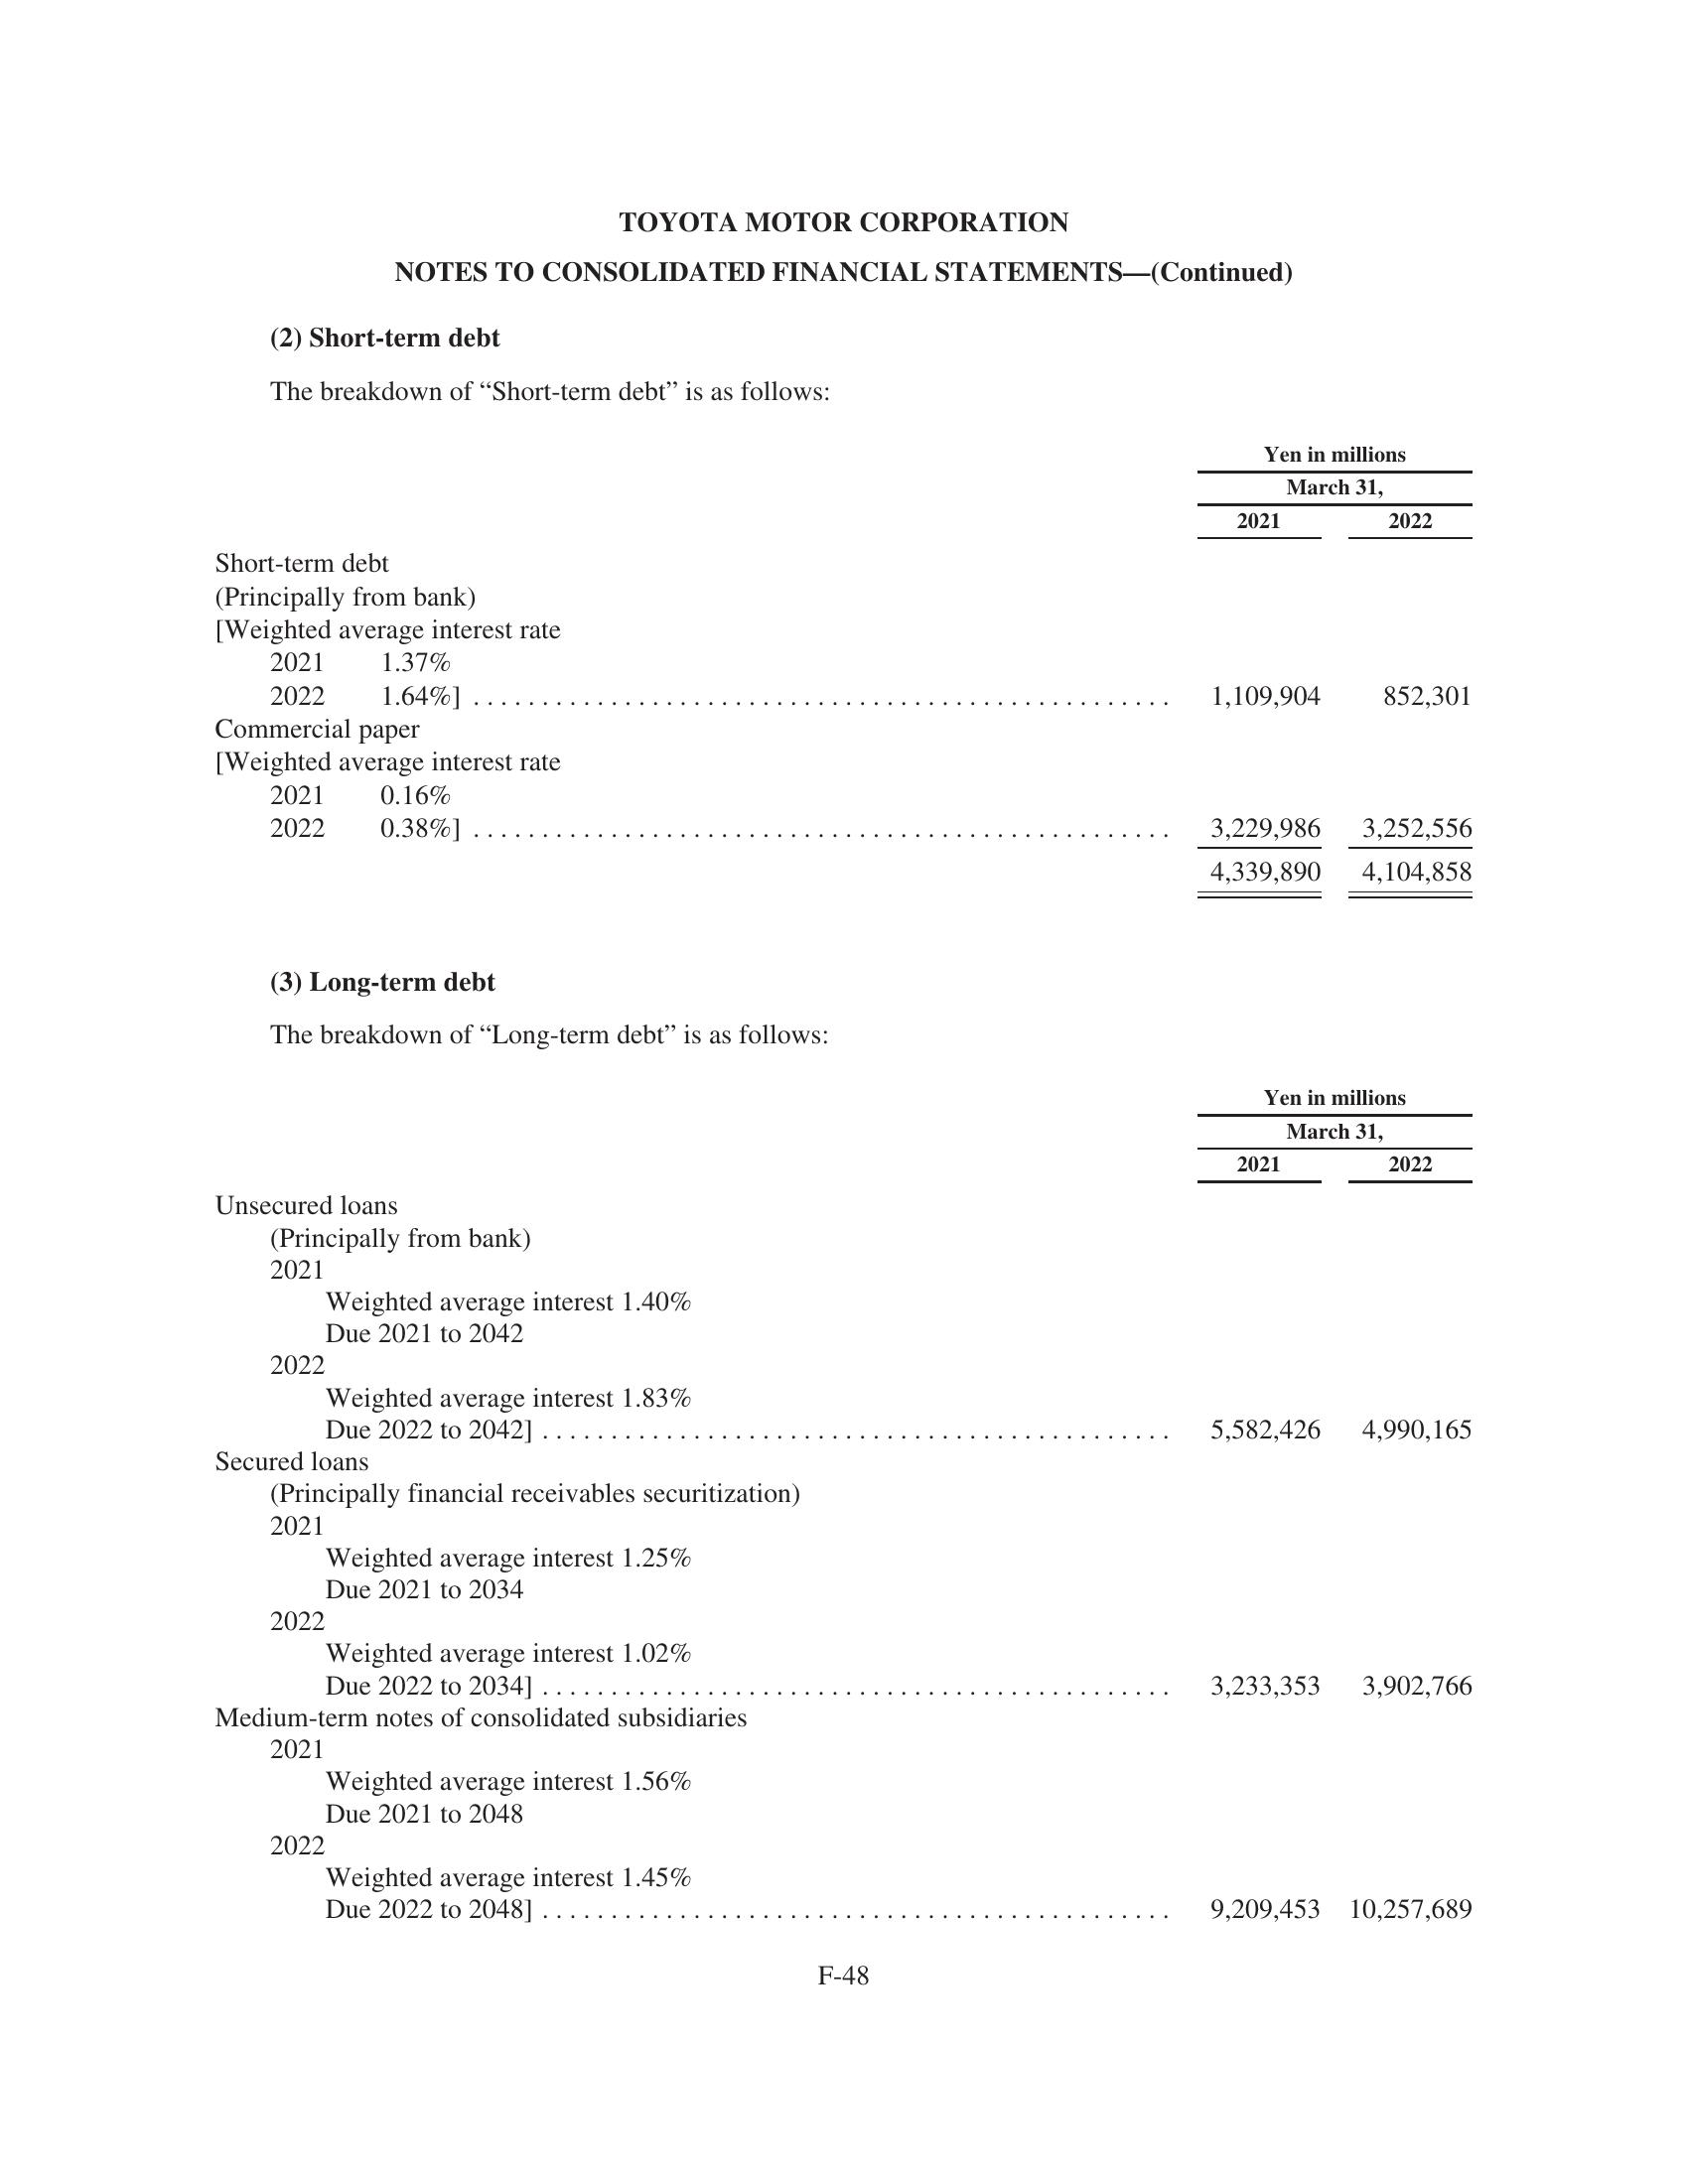 TOYOTA MOTOR CORPORATION
NOTES TO CONSOLIDATED FINANCIAL STATEMENTS—(Continued)
(2) Short-term debt
The breakdown of “Short-term debt” is as follows:
Yen in millions
March 31,
2021 2022
Short-term debt
(Principally from bank)
[Weighted average interest rate
2021 1.37%
2022 1.64%] . . . . . . . . . . . . . . . . . . . . . . . . . . . . . . . . . . . . . . . . . . . . . . . . . . . 1,109,904 852,301
Commercial paper
[Weighted average interest rate
2021 0.16%
2022 0.38%] . . . . . . . . . . . . . . . . . . . . . . . . . . . . . . . . . . . . . . . . . . . . . . . . . . . 3,229,986 3,252,556
4,339,890 4,104,858
(3) Long-term debt
The breakdown of “Long-term debt” is as follows:
Yen in millions
March 31,
2021 2022
Unsecured loans
(Principally from bank)
2021
Weighted average interest 1.40%
Due 2021 to 2042
2022
Weighted average interest 1.83%
Due 2022 to 2042] . . . . . . . . . . . . . . . . . . . . . . . . . . . . . . . . . . . . . . . . . . . . . . 5,582,426 4,990,165
Secured loans
(Principally financial receivables securitization)
2021
Weighted average interest 1.25%
Due 2021 to 2034
2022
Weighted average interest 1.02%
Due 2022 to 2034] . . . . . . . . . . . . . . . . . . . . . . . . . . . . . . . . . . . . . . . . . . . . . . 3,233,353 3,902,766
Medium-term notes of consolidated subsidiaries
2021
Weighted average interest 1.56%
Due 2021 to 2048
2022
Weighted average interest 1.45%
Due 2022 to 2048] . . . . . . . . . . . . . . . . . . . . . . . . . . . . . . . . . . . . . . . . . . . . . . 9,209,453 10,257,689
F-48